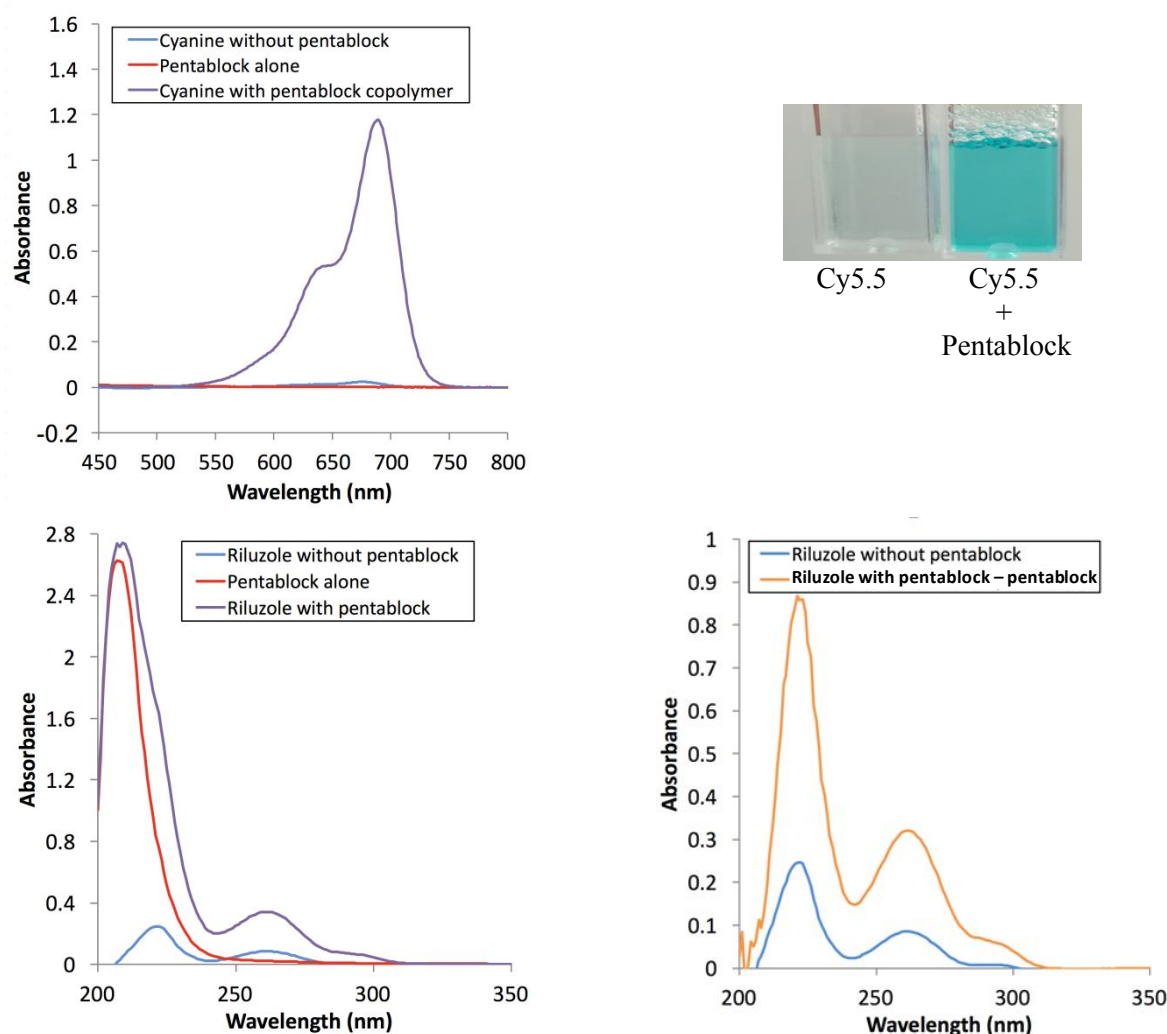 1.6
1.4
1.2
1
0.8
0.6
0.4
0.2
0
-0.2
Absorbance
Cyanine without pentablock
Pentablock alone
Cyanine with pentablock copolymer
450 500 550 600 650 700 750 800
Wavelength (nm)
Cy5.5 Cy5.5
+
Pentablock
2.8
2.4
2
1.6
1.2
0.8
0.4
0
Absorbance
Riluzole without pentablock
Pentablock alone
Riluzole with pentablock
200 250 300 350
Wavelength (nm)
1
0.9
0.8
0.7
0.6
0.5
0.4
0.3
0.2
0.1
0
Absorbance
Riluzole without pentablock
Riluzole with pentablock – pentablock
200 250 300 350
Wavelength (nm)